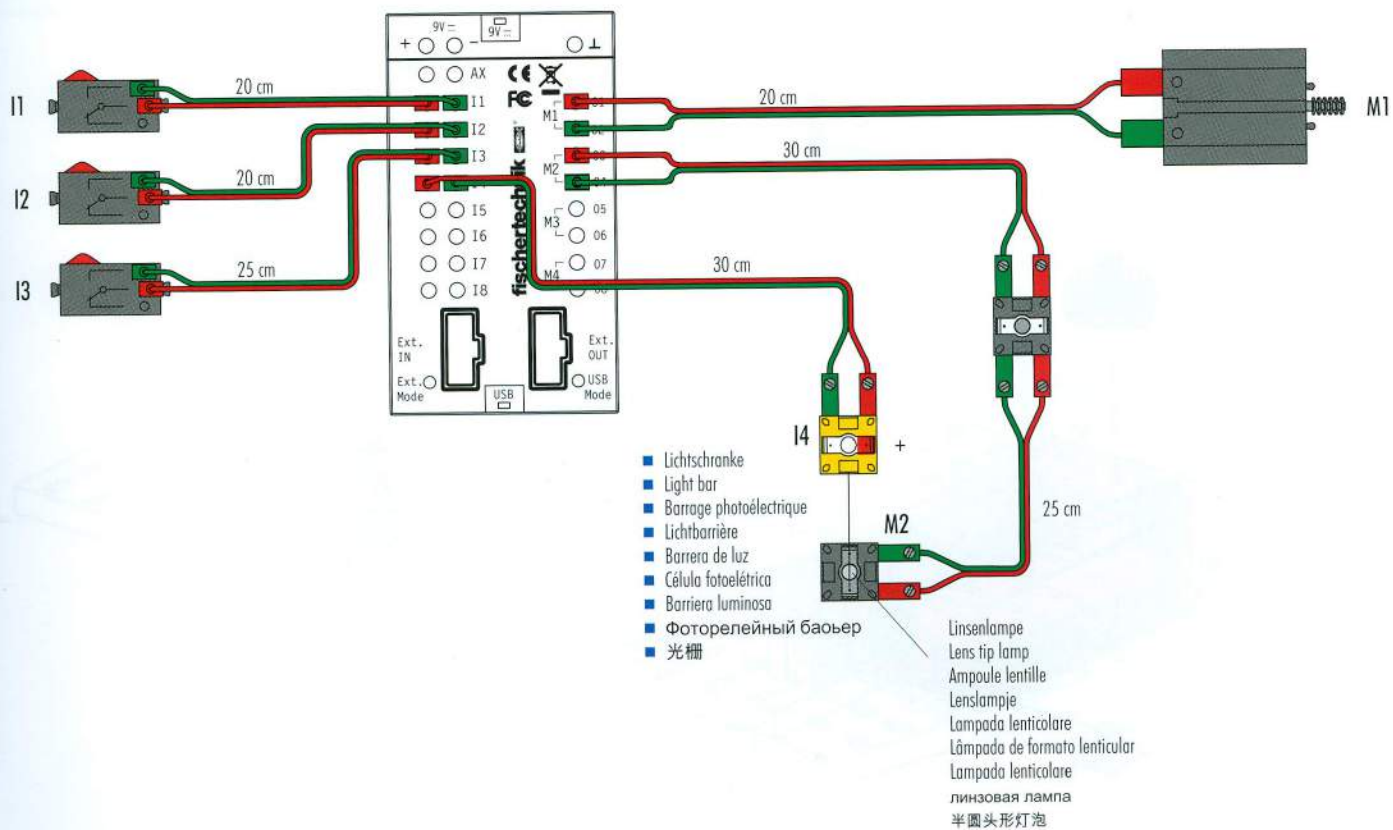 9V ⎓
9V ⎓
+ −
⊥
AX
CE
FC
I1
20 cm
I1
M1
20 cm
M1
I2
I2
20 cm
I3
M2
30 cm
I3
25 cm
fischertechnik
I5
M3
O5
I6
O6
I7
M4
O7
I8
30 cm
Ext.
IN
Ext.
OUT
Ext.
Mode
USB
USB
Mode
I4
+
M2
25 cm
■ Lichtschranke
■ Light bar
■ Barrage photoélectrique
■ Lichtbarrière
■ Barrera de luz
■ Célula fotoelétrica
■ Barriera luminosa
■ Фоторелейный баоьер
■ 光栅
Linsenlampe
Lens tip lamp
Ampoule lentille
Lenslampje
Lampada lenticolare
Lâmpada de formato lenticular
Lampada lenticolare
линзовая лампа
半圆头形灯泡